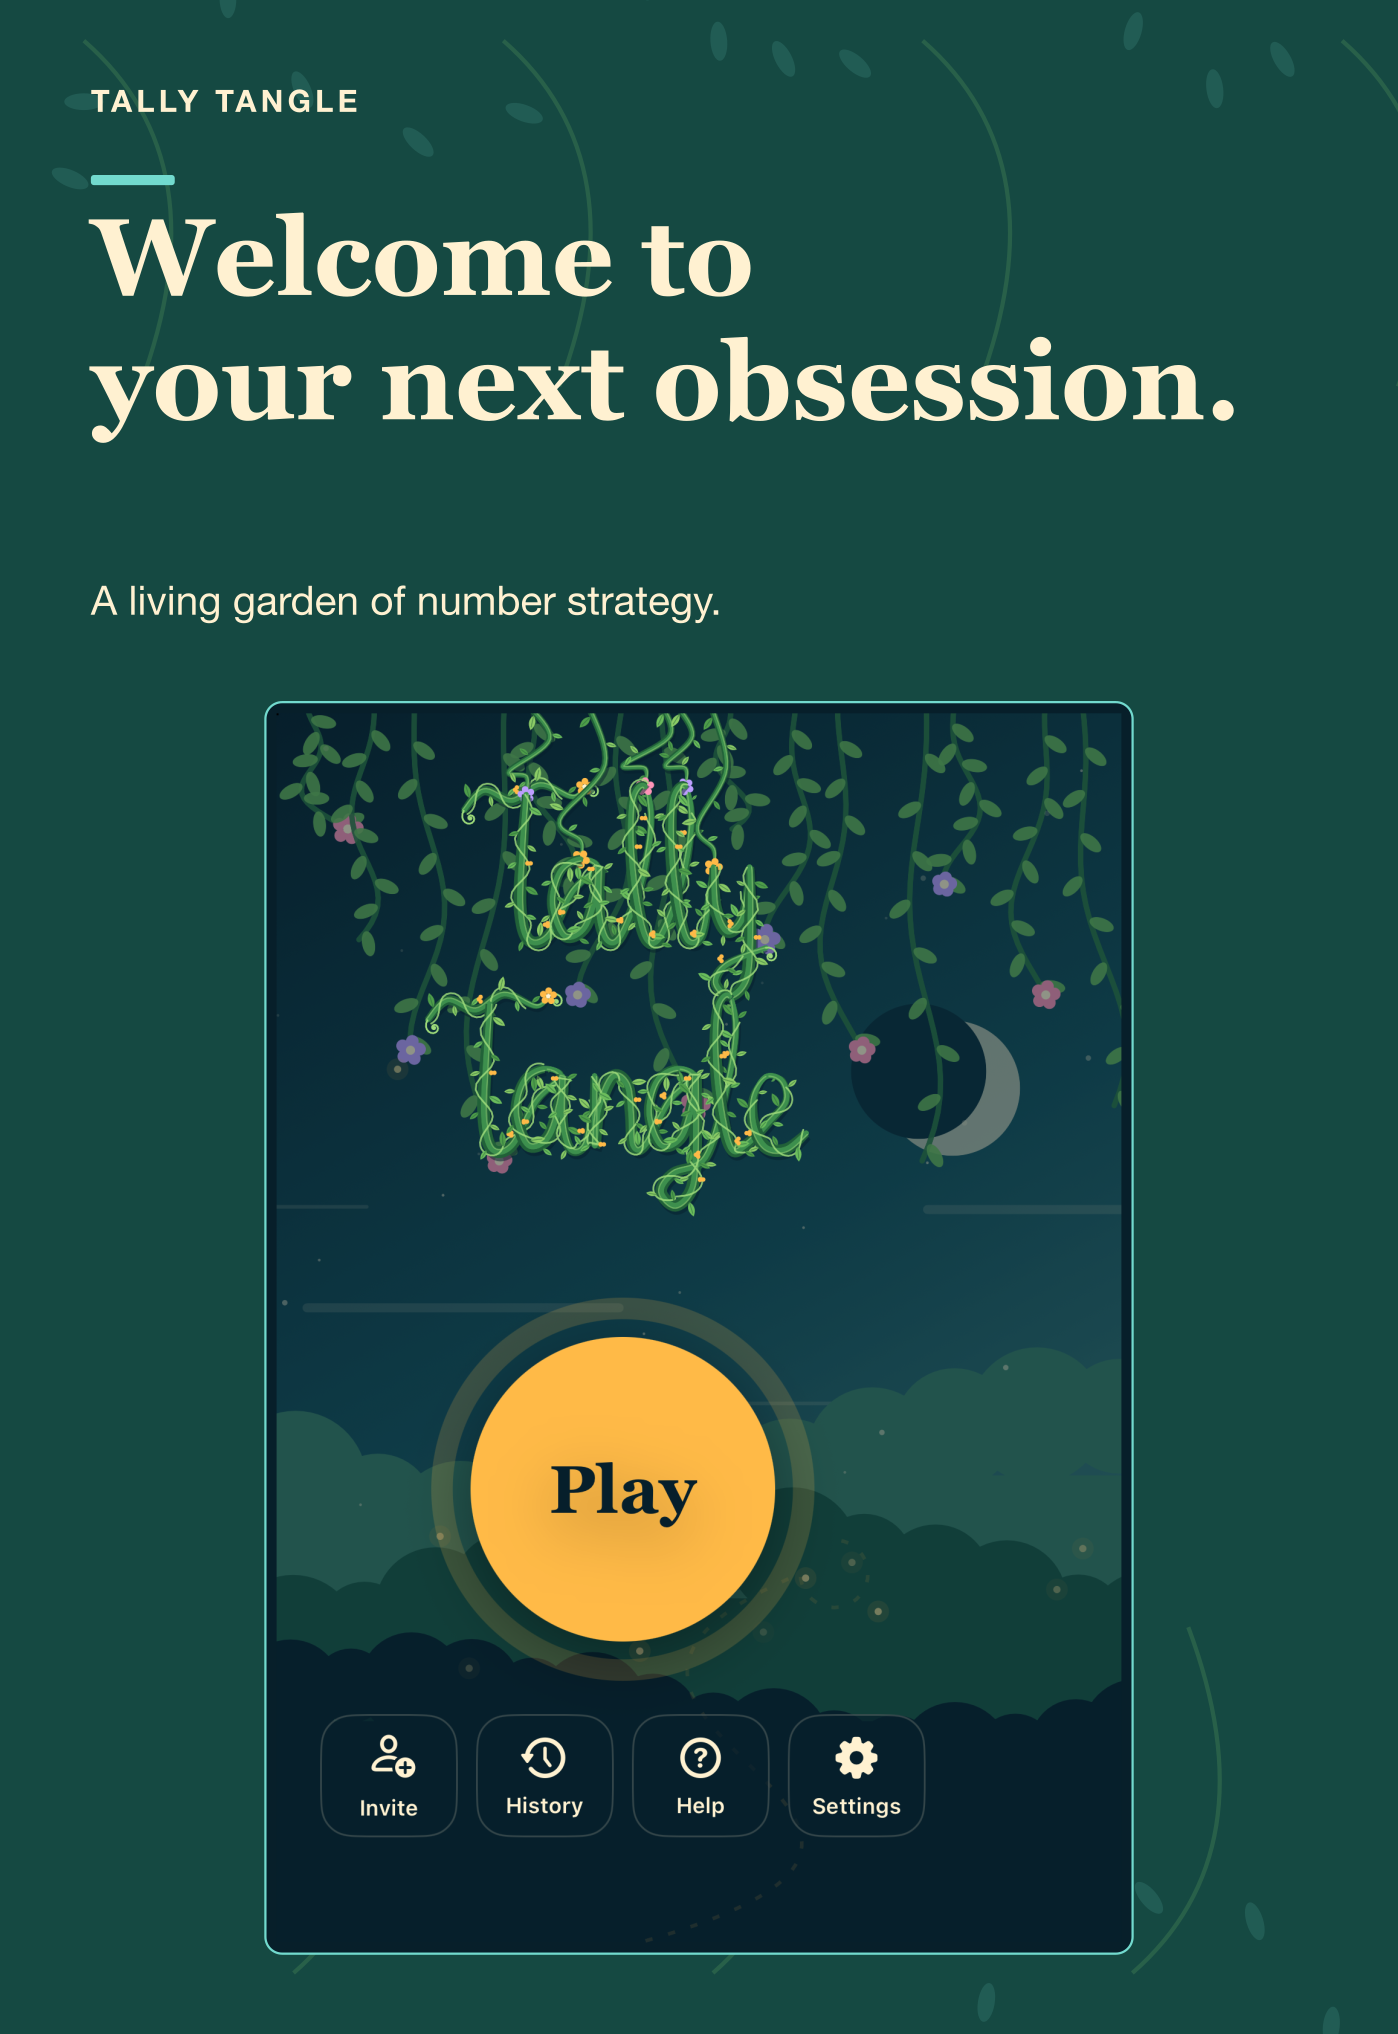 TALLY TANGLE
Welcome to
your next obsession.
A living garden of number strategy.
Tally
Tangle
Play
Invite
History
Help
Settings